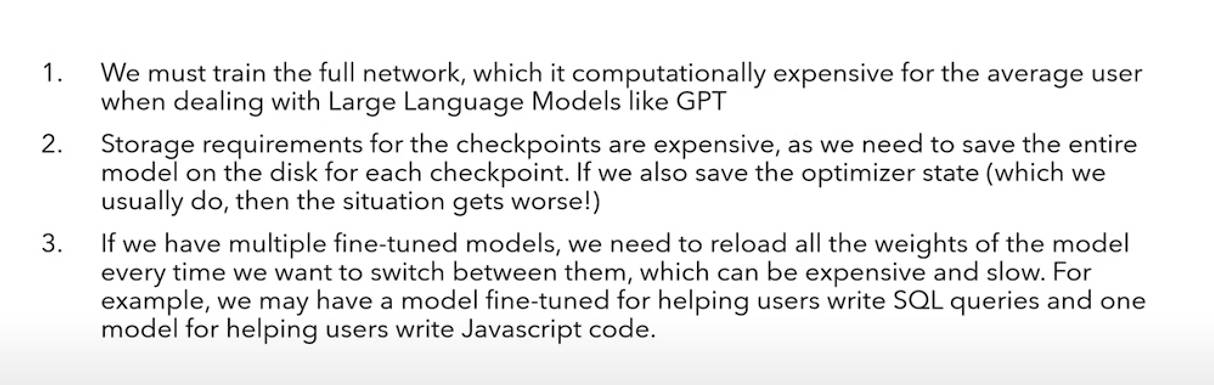 1. We must train the full network, which it computationally expensive for the average user
when dealing with Large Language Models like GPT
2. Storage requirements for the checkpoints are expensive, as we need to save the entire
model on the disk for each checkpoint. If we also save the optimizer state (which we
usually do, then the situation gets worse!)
3. If we have multiple fine-tuned models, we need to reload all the weights of the model
every time we want to switch between them, which can be expensive and slow. For
example, we may have a model fine-tuned for helping users write SQL queries and one
model for helping users write Javascript code.